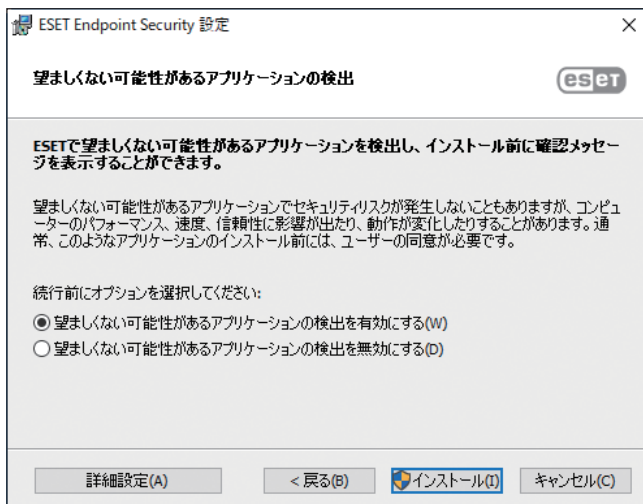 ESET Endpoint Security 設定
望ましくない可能性があるアプリケーションの検出
eseT
ESETで望ましくない可能性があるアプリケーションを検出し、インストール前に確認メッセー
ジを表示することができます。
望ましくない可能性があるアプリケーションでセキュリティリスクが発生しないこともありますが、コンピュ
ーターのパフォーマンス、速度、信頼性に影響が出たり、動作が変化したりすることがあります。通
常、このようなアプリケーションのインストール前には、ユーザーの同意が必要です。
続行前にオプションを選択してください:
望ましくない可能性があるアプリケーションの検出を有効にする(W)
望ましくない可能性があるアプリケーションの検出を無効にする(D)
詳細設定(A) < 戻る(B) インストール(I) キャンセル(C)